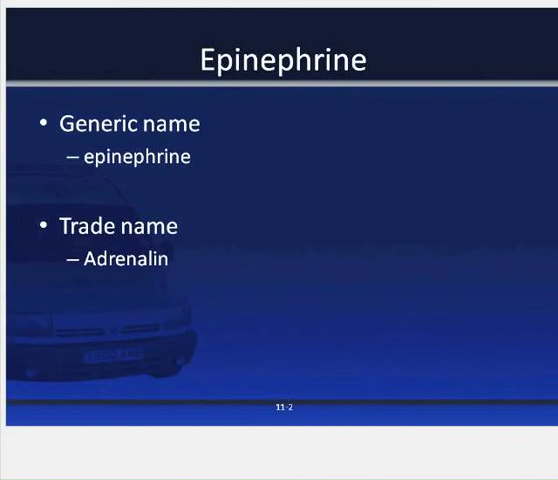 Epinephrine
• Generic name
– epinephrine
• Trade name
– Adrenalin
11-2